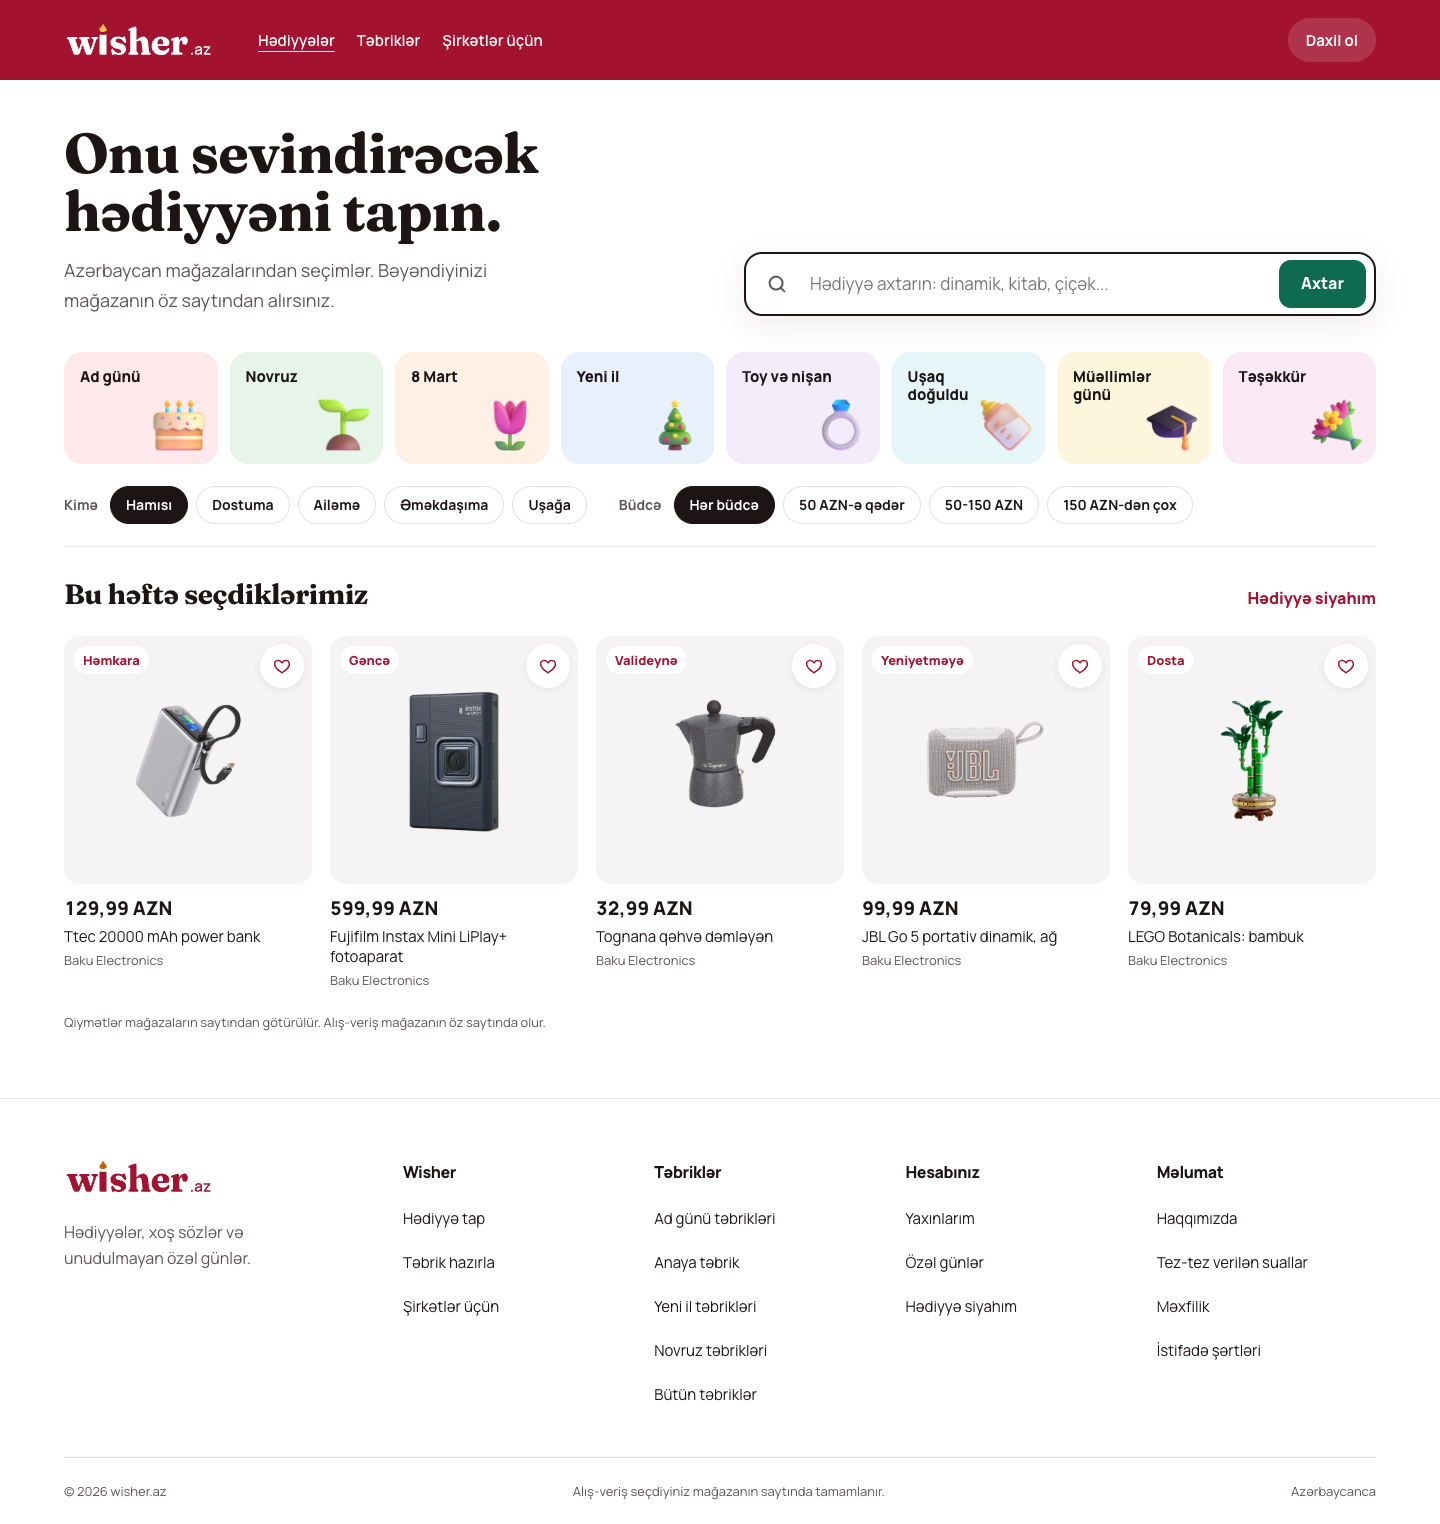 wisher.az
Hədiyyələr
Təbriklər
Şirkətlər üçün
Daxil ol
Onu sevindirəcək
hədiyyəni tapın.
Azərbaycan mağazalarından seçimlər. Bəyəndiyinizi
mağazanın öz saytından alırsınız.
Hədiyyə axtarın: dinamik, kitab, çiçək...
Axtar
Ad günü
Novruz
8 Mart
Yeni il
Toy və nişan
Uşaq
doğuldu
Müəllimlər
günü
Təşəkkür
Kimə
Hamısı
Dostuma
Ailəmə
Əməkdaşıma
Uşağa
Büdcə
Hər büdcə
50 AZN-ə qədər
50-150 AZN
150 AZN-dən çox
Bu həftə seçdiklərimiz
Hədiyyə siyahım
Həmkara
Gəncə
Valideynə
Yeniyetməyə
Dosta
instax
JBL
129,99 AZN
Ttec 20000 mAh power bank
Baku Electronics
599,99 AZN
Fujifilm Instax Mini LiPlay+
fotoaparat
Baku Electronics
32,99 AZN
Tognana qəhvə dəmləyən
Baku Electronics
99,99 AZN
JBL Go 5 portativ dinamik, ağ
Baku Electronics
79,99 AZN
LEGO Botanicals: bambuk
Baku Electronics
Qiymətlər mağazaların saytından götürülür. Alış-veriş mağazanın öz saytında olur.
wisher.az
Hədiyyələr, xoş sözlər və
unudulmayan özəl günlər.
Wisher
Hədiyyə tap
Təbrik hazırla
Şirkətlər üçün
Təbriklər
Ad günü təbrikləri
Anaya təbrik
Yeni il təbrikləri
Novruz təbrikləri
Bütün təbriklər
Hesabınız
Yaxınlarım
Özəl günlər
Hədiyyə siyahım
Məlumat
Haqqımızda
Tez-tez verilən suallar
Məxfilik
İstifadə şərtləri
© 2026 wisher.az
Alış-veriş seçdiyiniz mağazanın saytında tamamlanır.
Azərbaycanca